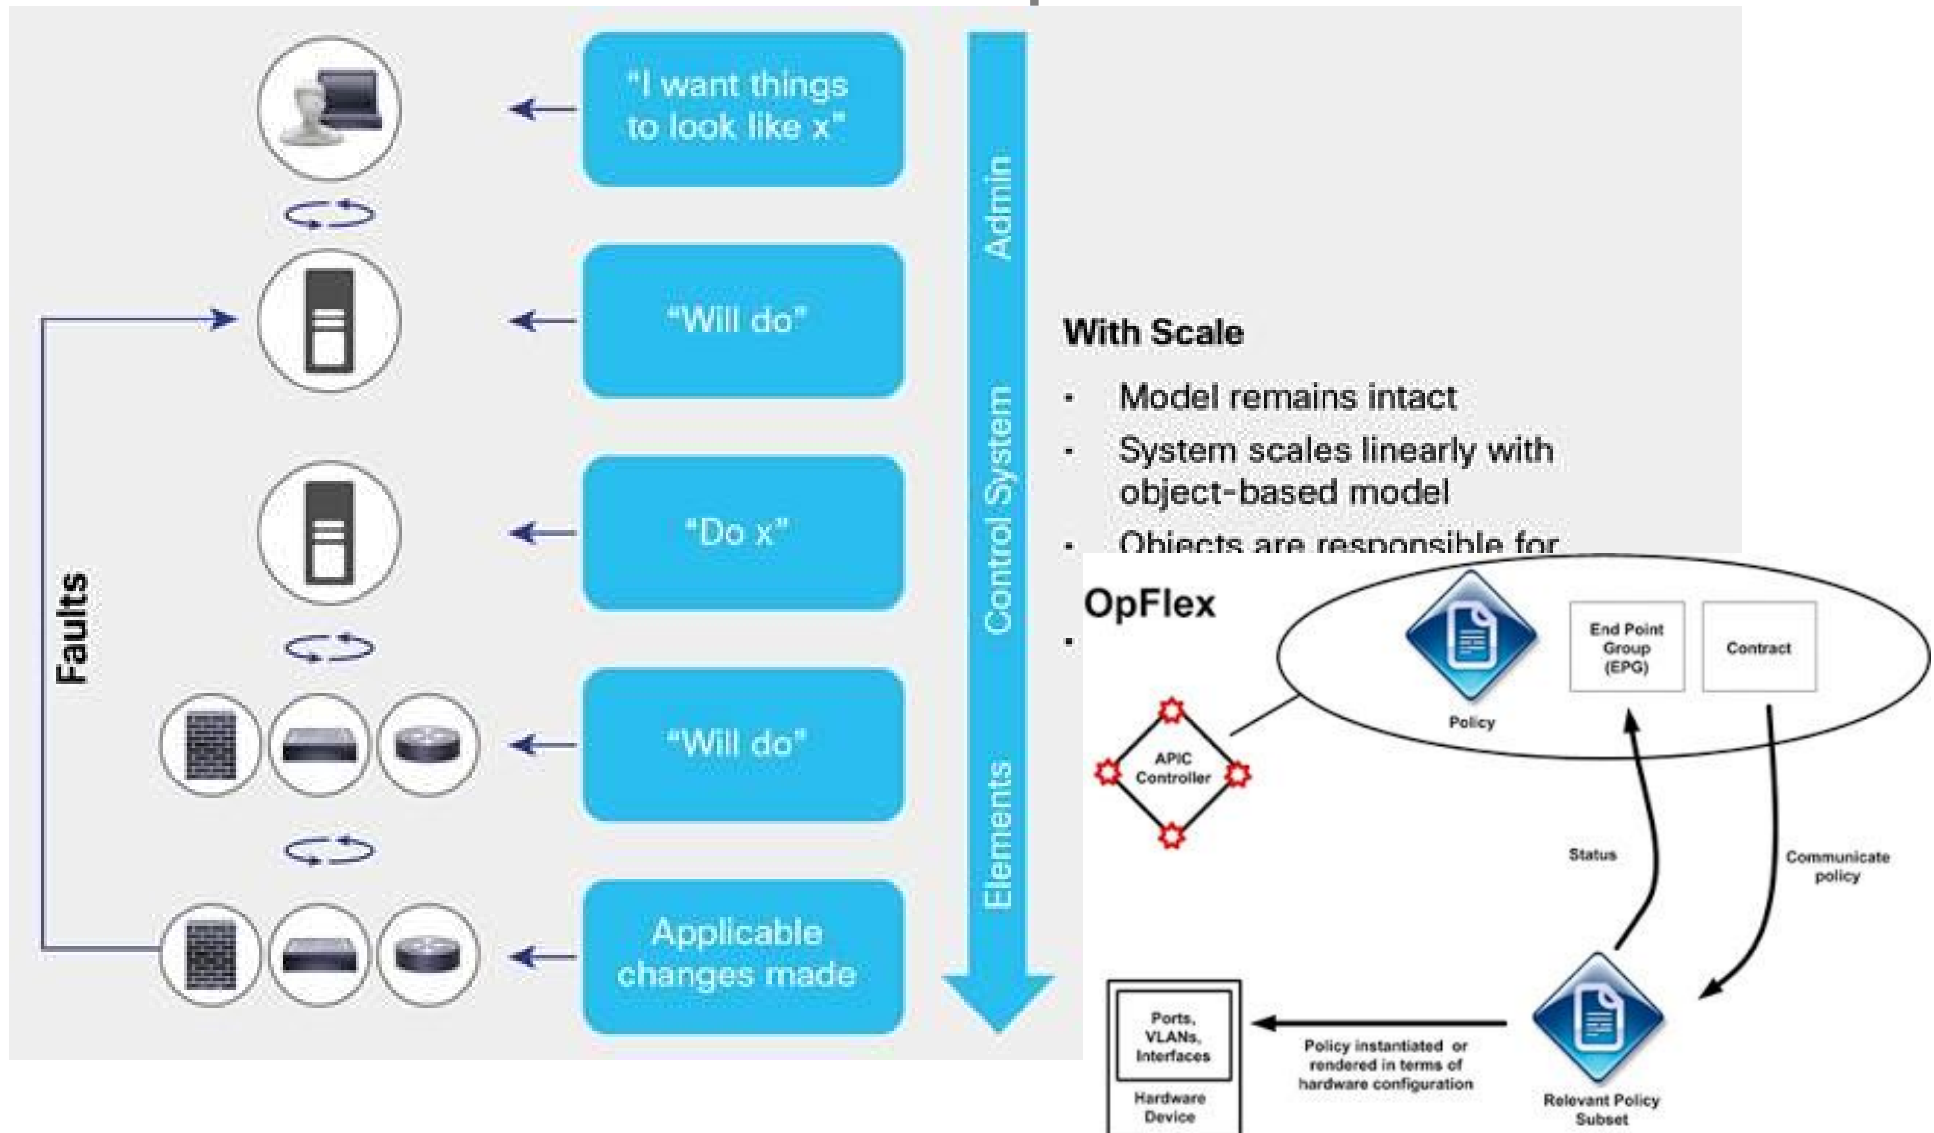 “I want things
to look like x”
“Will do”
“Do x”
“Will do”
Applicable
changes made
Faults
Admin
Control System
Elements
With Scale
· Model remains intact
· System scales linearly with
object-based model
· Objects are responsible for
·
OpFlex
Policy
End Point
Group
(EPG)
Contract
APIC
Controller
Status
Communicate
policy
Ports,
VLANs,
Interfaces
Hardware
Device
Policy instantiated or
rendered in terms of
hardware configuration
Relevant Policy
Subset